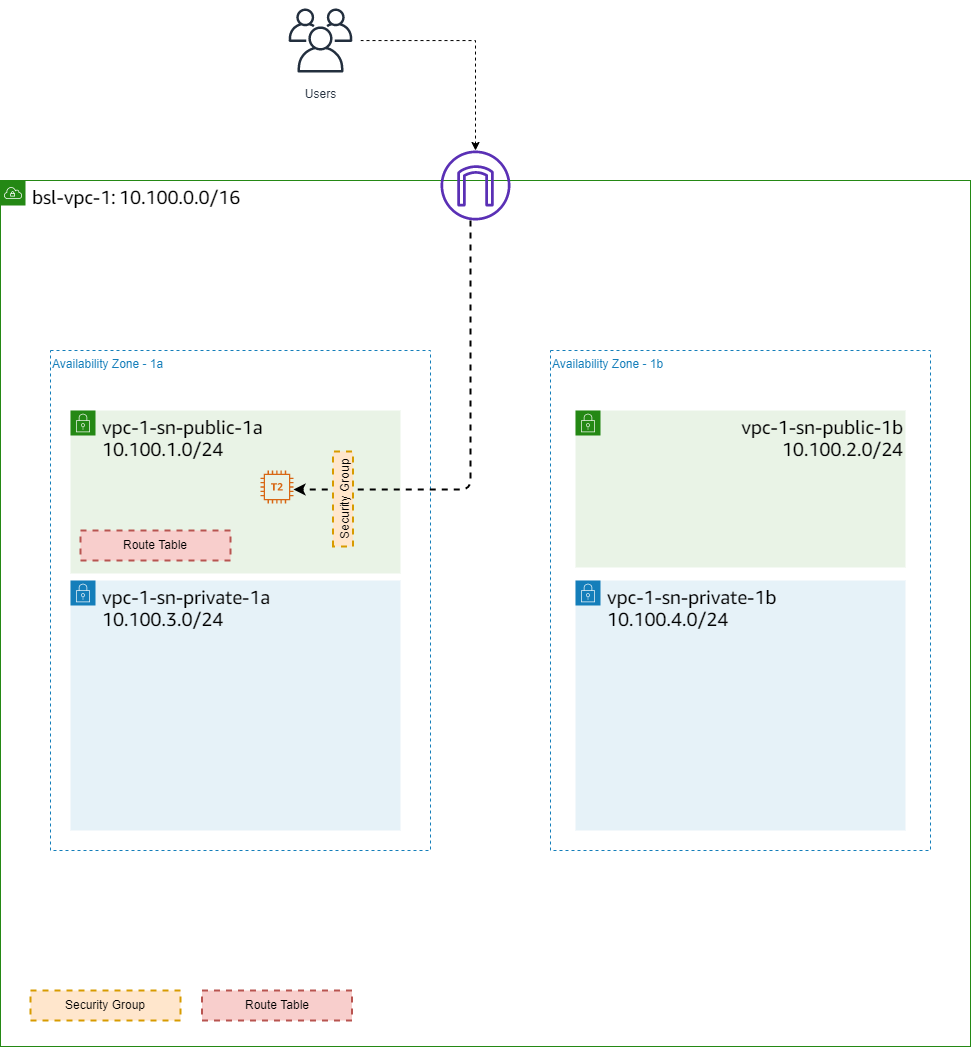 Users
bsl-vpc-1: 10.100.0.0/16
Availability Zone - 1a
vpc-1-sn-public-1a
10.100.1.0/24
T2
Security Group
Route Table
vpc-1-sn-private-1a
10.100.3.0/24
Availability Zone - 1b
vpc-1-sn-public-1b
10.100.2.0/24
vpc-1-sn-private-1b
10.100.4.0/24
Security Group
Route Table